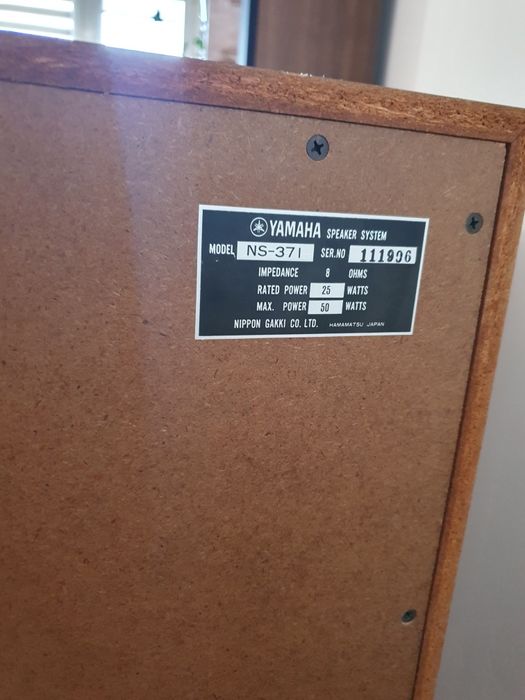 YAMAHA SPEAKER SYSTEM
MODEL NS-371 SER.NO 111996
IMPEDANCE 8 OHMS
RATED POWER 25 WATTS
MAX. POWER 50 WATTS
NIPPON GAKKI CO. LTD. HAMAMATSU JAPAN